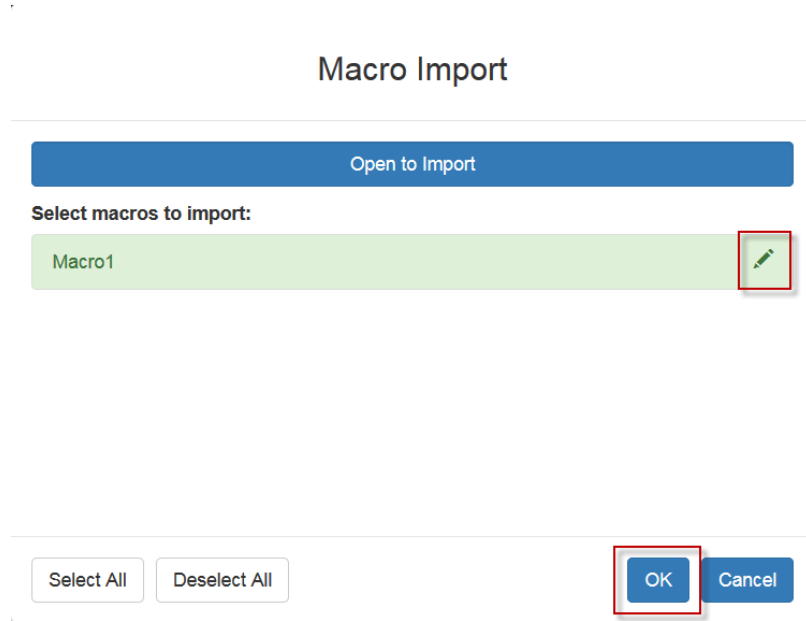 Macro Import
Open to Import
Select macros to import:
Macro1
Select All Deselect All OK Cancel